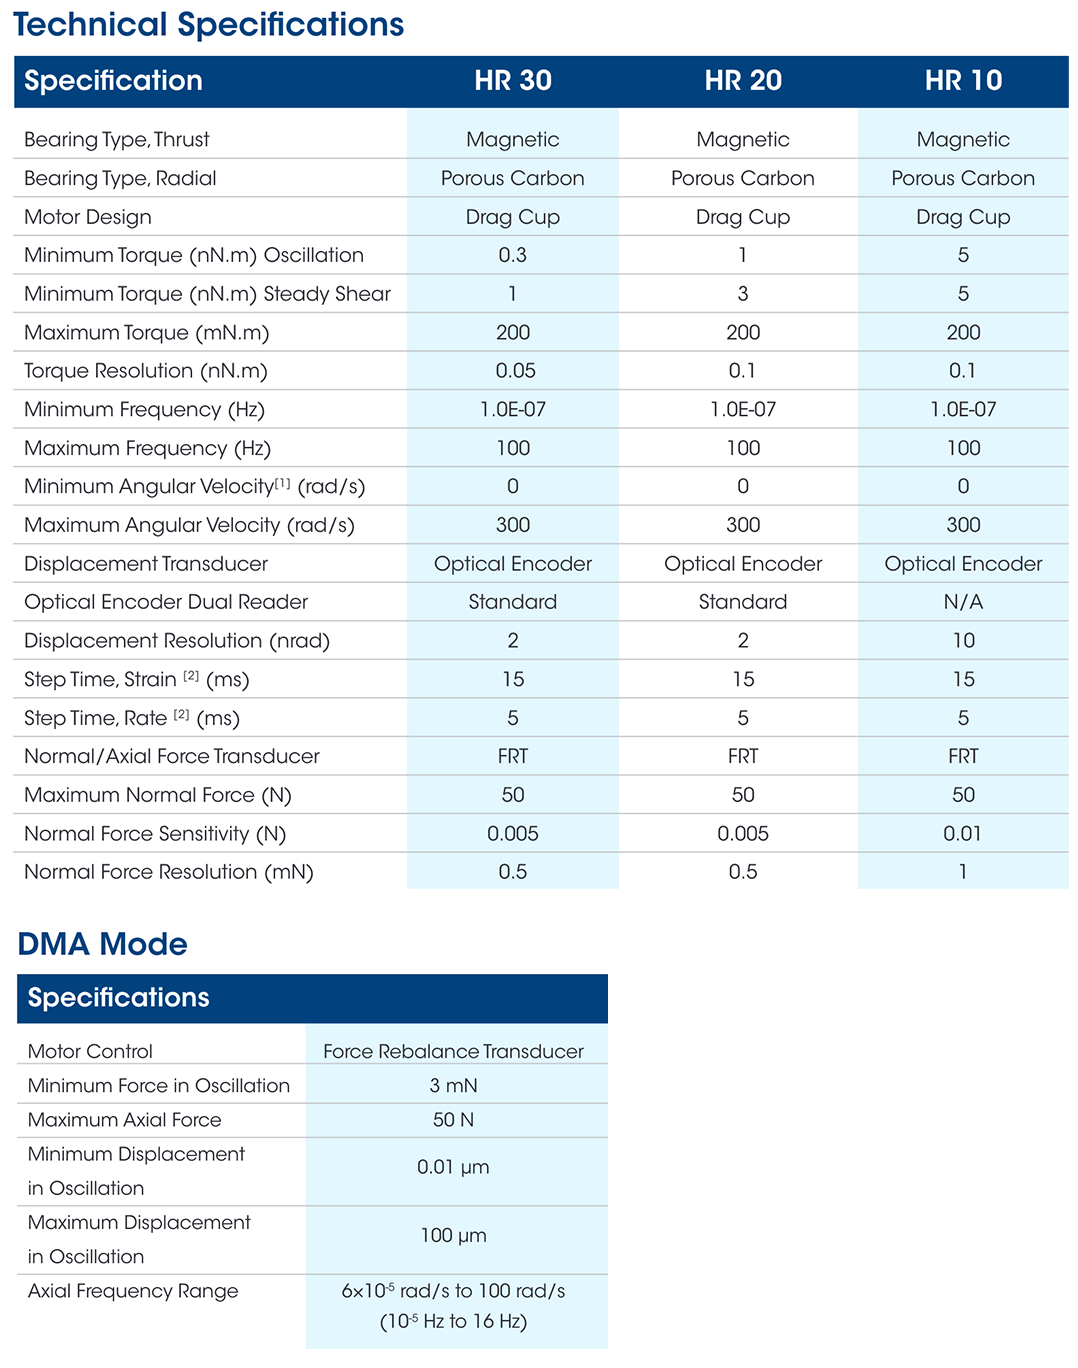 Technical Specifications
Specification HR 30 HR 20 HR 10
Bearing Type, Thrust Magnetic Magnetic Magnetic
Bearing Type, Radial Porous Carbon Porous Carbon Porous Carbon
Motor Design Drag Cup Drag Cup Drag Cup
Minimum Torque (nN.m) Oscillation 0.3 1 5
Minimum Torque (nN.m) Steady Shear 1 3 5
Maximum Torque (mN.m) 200 200 200
Torque Resolution (nN.m) 0.05 0.1 0.1
Minimum Frequency (Hz) 1.0E-07 1.0E-07 1.0E-07
Maximum Frequency (Hz) 100 100 100
Minimum Angular Velocity[1] (rad/s) 0 0 0
Maximum Angular Velocity (rad/s) 300 300 300
Displacement Transducer Optical Encoder Optical Encoder Optical Encoder
Optical Encoder Dual Reader Standard Standard N/A
Displacement Resolution (nrad) 2 2 10
Step Time, Strain [2] (ms) 15 15 15
Step Time, Rate [2] (ms) 5 5 5
Normal/Axial Force Transducer FRT FRT FRT
Maximum Normal Force (N) 50 50 50
Normal Force Sensitivity (N) 0.005 0.005 0.01
Normal Force Resolution (mN) 0.5 0.5 1
DMA Mode
Specifications
Motor Control Force Rebalance Transducer
Minimum Force in Oscillation 3 mN
Maximum Axial Force 50 N
Minimum Displacement
in Oscillation 0.01 µm
Maximum Displacement
in Oscillation 100 µm
Axial Frequency Range 6×10-5 rad/s to 100 rad/s
(10-5 Hz to 16 Hz)